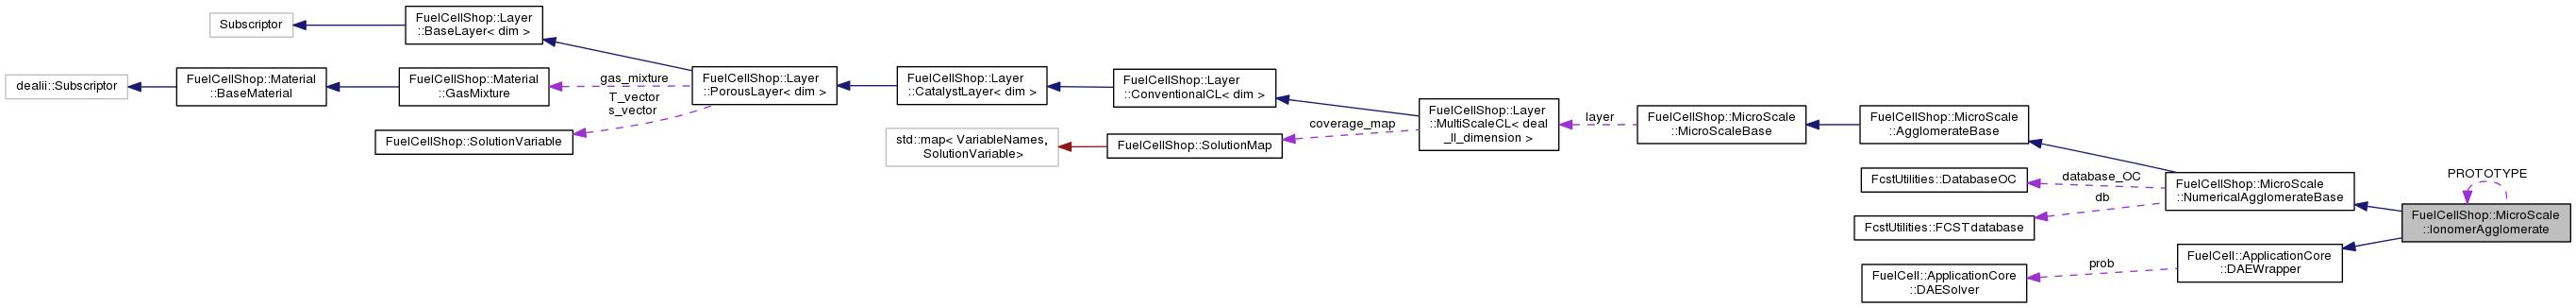 Subscriptor
FuelCellShop::Layer
::BaseLayer< dim >
dealii::Subscriptor
FuelCellShop::Material
::BaseMaterial
FuelCellShop::Material
::GasMixture
gas_mixture
T_vector
s_vector
FuelCellShop::SolutionVariable
FuelCellShop::Layer
::PorousLayer< dim >
FuelCellShop::Layer
::CatalystLayer< dim >
FuelCellShop::Layer
::ConventionalCL< dim >
std::map< VariableNames,
SolutionVariable>
FuelCellShop::SolutionMap
coverage_map
FuelCellShop::Layer
::MultiScaleCL< deal
_II_dimension >
layer
FuelCellShop::MicroScale
::MicroScaleBase
FuelCellShop::MicroScale
::AgglomerateBase
FcstUtilities::DatabaseOC
database_OC
db
FcstUtilities::FCSTdatabase
FuelCellShop::MicroScale
::NumericalAgglomerateBase
FuelCell::ApplicationCore
::DAESolver
prob
FuelCell::ApplicationCore
::DAEWrapper
PROTOTYPE
FuelCellShop::MicroScale
::IonomerAgglomerate